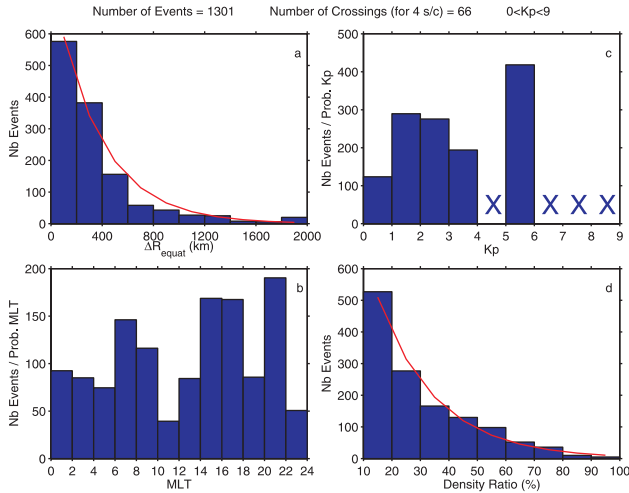 Number of Events = 1301 Number of Crossings (for 4 s/c) = 66 0<Kp<9
600
500
400
300
200
100
0
Nb Events
a
0 400 800 1200 1600 2000
ΔR_equat (km)
500
400
300
200
100
0
Nb Events / Prob. Kp
c
X X X X
0 1 2 3 4 5 6 7 8 9
Kp
200
150
100
50
0
Nb Events / Prob. MLT
b
0 2 4 6 8 10 12 14 16 18 20 22 24
MLT
600
500
400
300
200
100
0
Nb Events
d
10 20 30 40 50 60 70 80 90 100
Density Ratio (%)